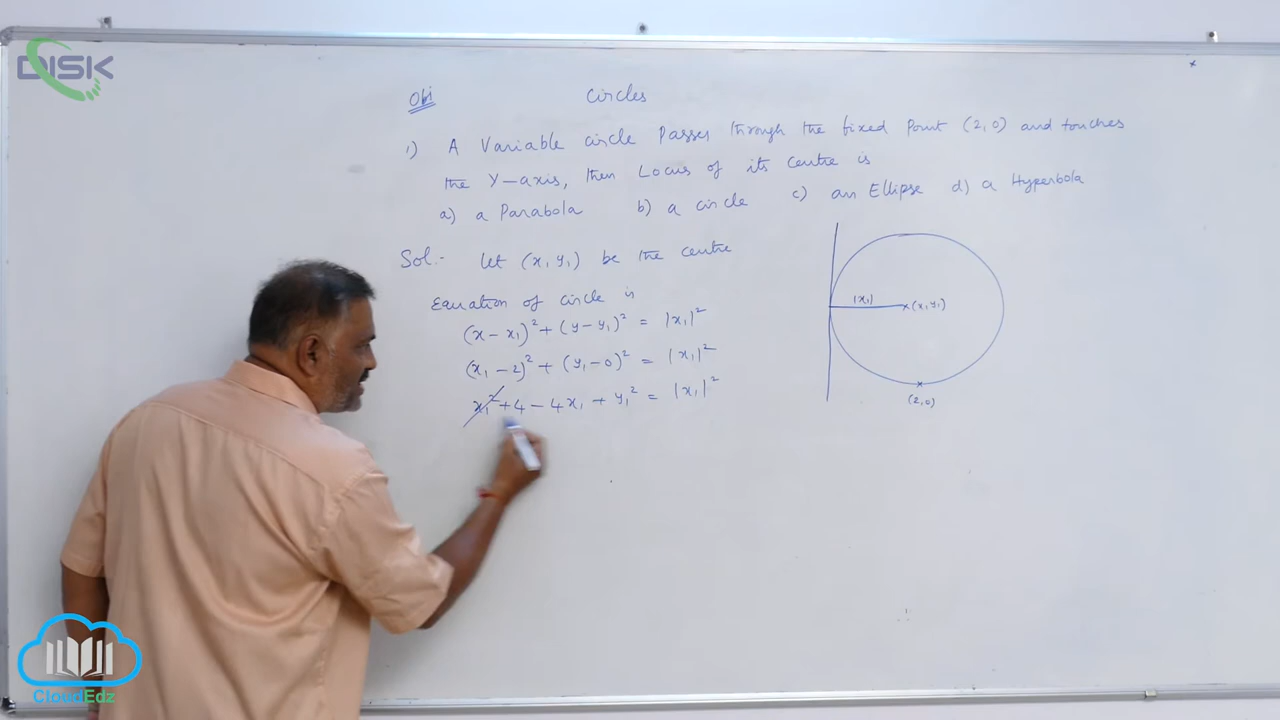 DISK
Obj Circles
1) A Variable circle Passes through the fixed Point (2,0) and touches
the Y-axis, then Locus of its centre is
a) a Parabola b) a circle c) an Ellipse d) a Hyperbola
Sol:- Let (x₁ y₁) be the centre
Equation of circle is
(x - x₁)² + (y - y₁)² = |x₁|²
(x₁ - 2)² + (y₁ - 0)² = |x₁|²
x₁² + 4 - 4x₁ + y₁² = |x₁|²
|x₁| (x₁ y₁)
(2,0)
CloudEdz